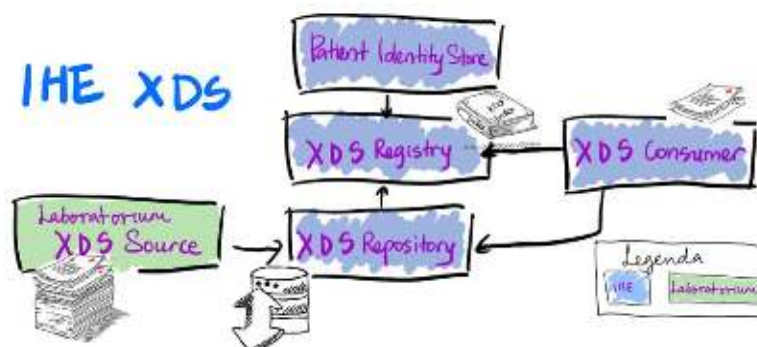 IHE XDS
Patient Identity Store
XDS Registry
XDS Consumer
Laboratorium
XDS Source
XDS Repository
Legenda
IHE
Laboratorium